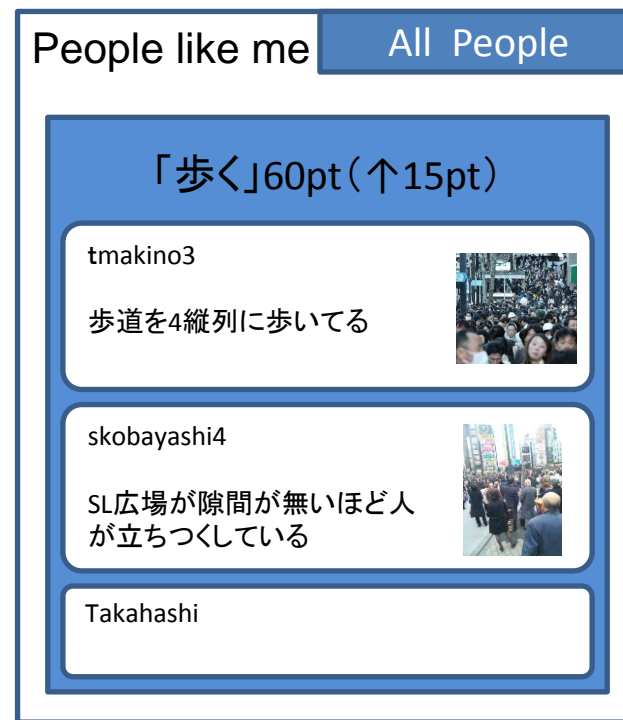 People like me
All People
「歩く」60pt（↑15pt）
tmakino3
歩道を4縦列に歩いてる
skobayashi4
SL広場が隙間が無いほど人
が立ちつくしている
Takahashi